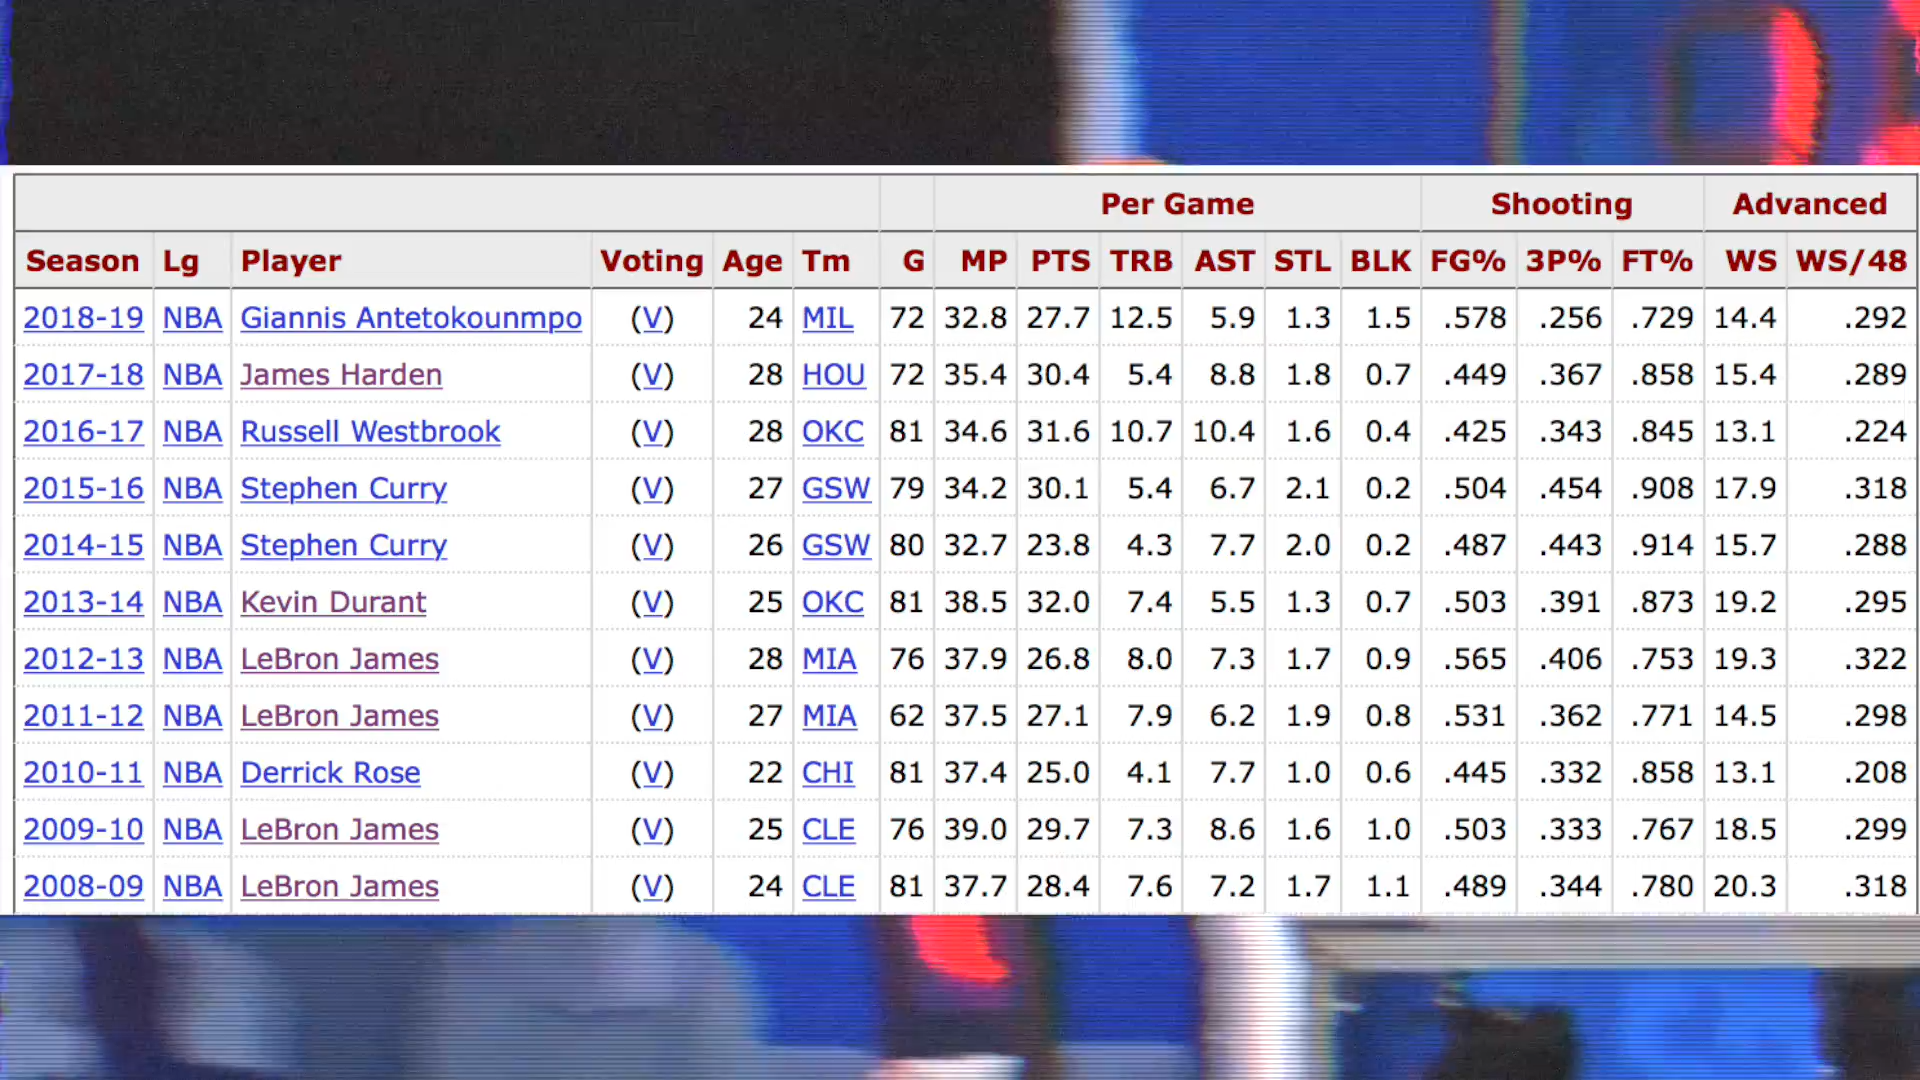 Per Game Shooting Advanced
Season Lg Player Voting Age Tm G MP PTS TRB AST STL BLK FG% 3P% FT% WS WS/48
2018-19 NBA Giannis Antetokounmpo (V) 24 MIL 72 32.8 27.7 12.5 5.9 1.3 1.5 .578 .256 .729 14.4 .292
2017-18 NBA James Harden (V) 28 HOU 72 35.4 30.4 5.4 8.8 1.8 0.7 .449 .367 .858 15.4 .289
2016-17 NBA Russell Westbrook (V) 28 OKC 81 34.6 31.6 10.7 10.4 1.6 0.4 .425 .343 .845 13.1 .224
2015-16 NBA Stephen Curry (V) 27 GSW 79 34.2 30.1 5.4 6.7 2.1 0.2 .504 .454 .908 17.9 .318
2014-15 NBA Stephen Curry (V) 26 GSW 80 32.7 23.8 4.3 7.7 2.0 0.2 .487 .443 .914 15.7 .288
2013-14 NBA Kevin Durant (V) 25 OKC 81 38.5 32.0 7.4 5.5 1.3 0.7 .503 .391 .873 19.2 .295
2012-13 NBA LeBron James (V) 28 MIA 76 37.9 26.8 8.0 7.3 1.7 0.9 .565 .406 .753 19.3 .322
2011-12 NBA LeBron James (V) 27 MIA 62 37.5 27.1 7.9 6.2 1.9 0.8 .531 .362 .771 14.5 .298
2010-11 NBA Derrick Rose (V) 22 CHI 81 37.4 25.0 4.1 7.7 1.0 0.6 .445 .332 .858 13.1 .208
2009-10 NBA LeBron James (V) 25 CLE 76 39.0 29.7 7.3 8.6 1.6 1.0 .503 .333 .767 18.5 .299
2008-09 NBA LeBron James (V) 24 CLE 81 37.7 28.4 7.6 7.2 1.7 1.1 .489 .344 .780 20.3 .318